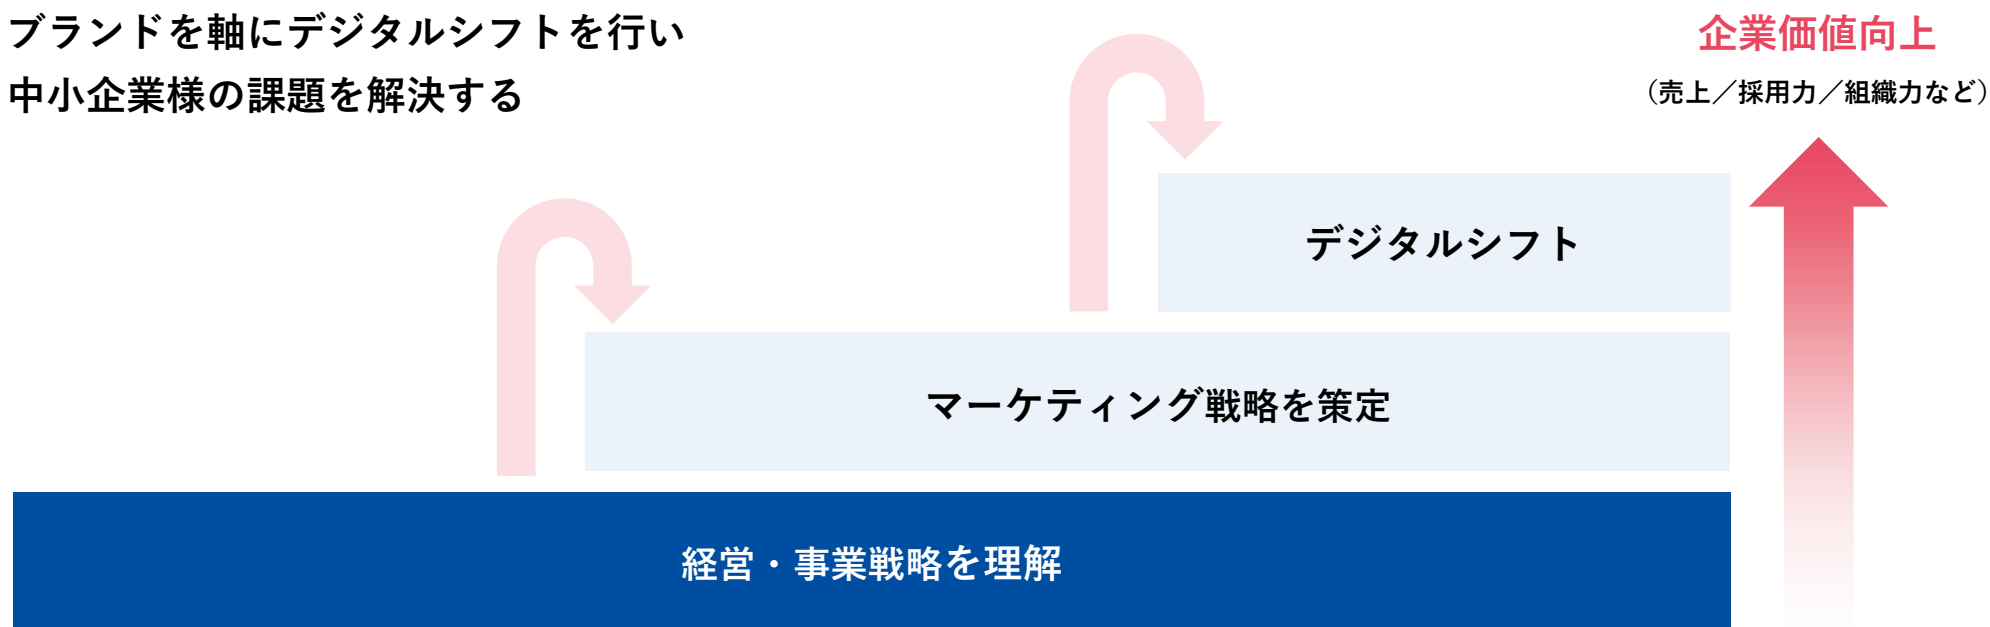 ブランドを軸にデジタルシフトを行い
中小企業様の課題を解決する
企業価値向上
（売上／採用力／組織力など）
デジタルシフト
マーケティング戦略を策定
経営・事業戦略を理解